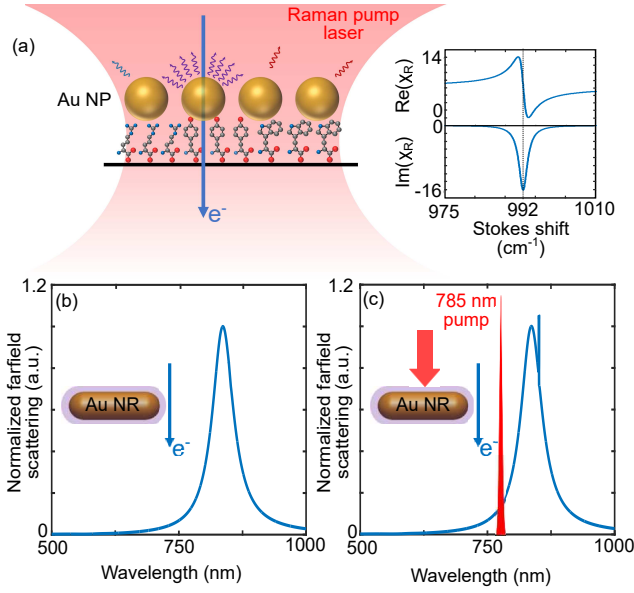 (a)
Raman pump
laser
Au NP
e-
14
0
Re(χR)
0
-16
Im(χR)
975
992
1010
Stokes shift
(cm-1)
(b)
1.2
0
Normalized farfield
scattering (a.u.)
Au NR
e-
500
750
1000
Wavelength (nm)
(c)
785 nm
pump
1.2
0
Normalized farfield
scattering (a.u.)
Au NR
e-
500
750
1000
Wavelength (nm)